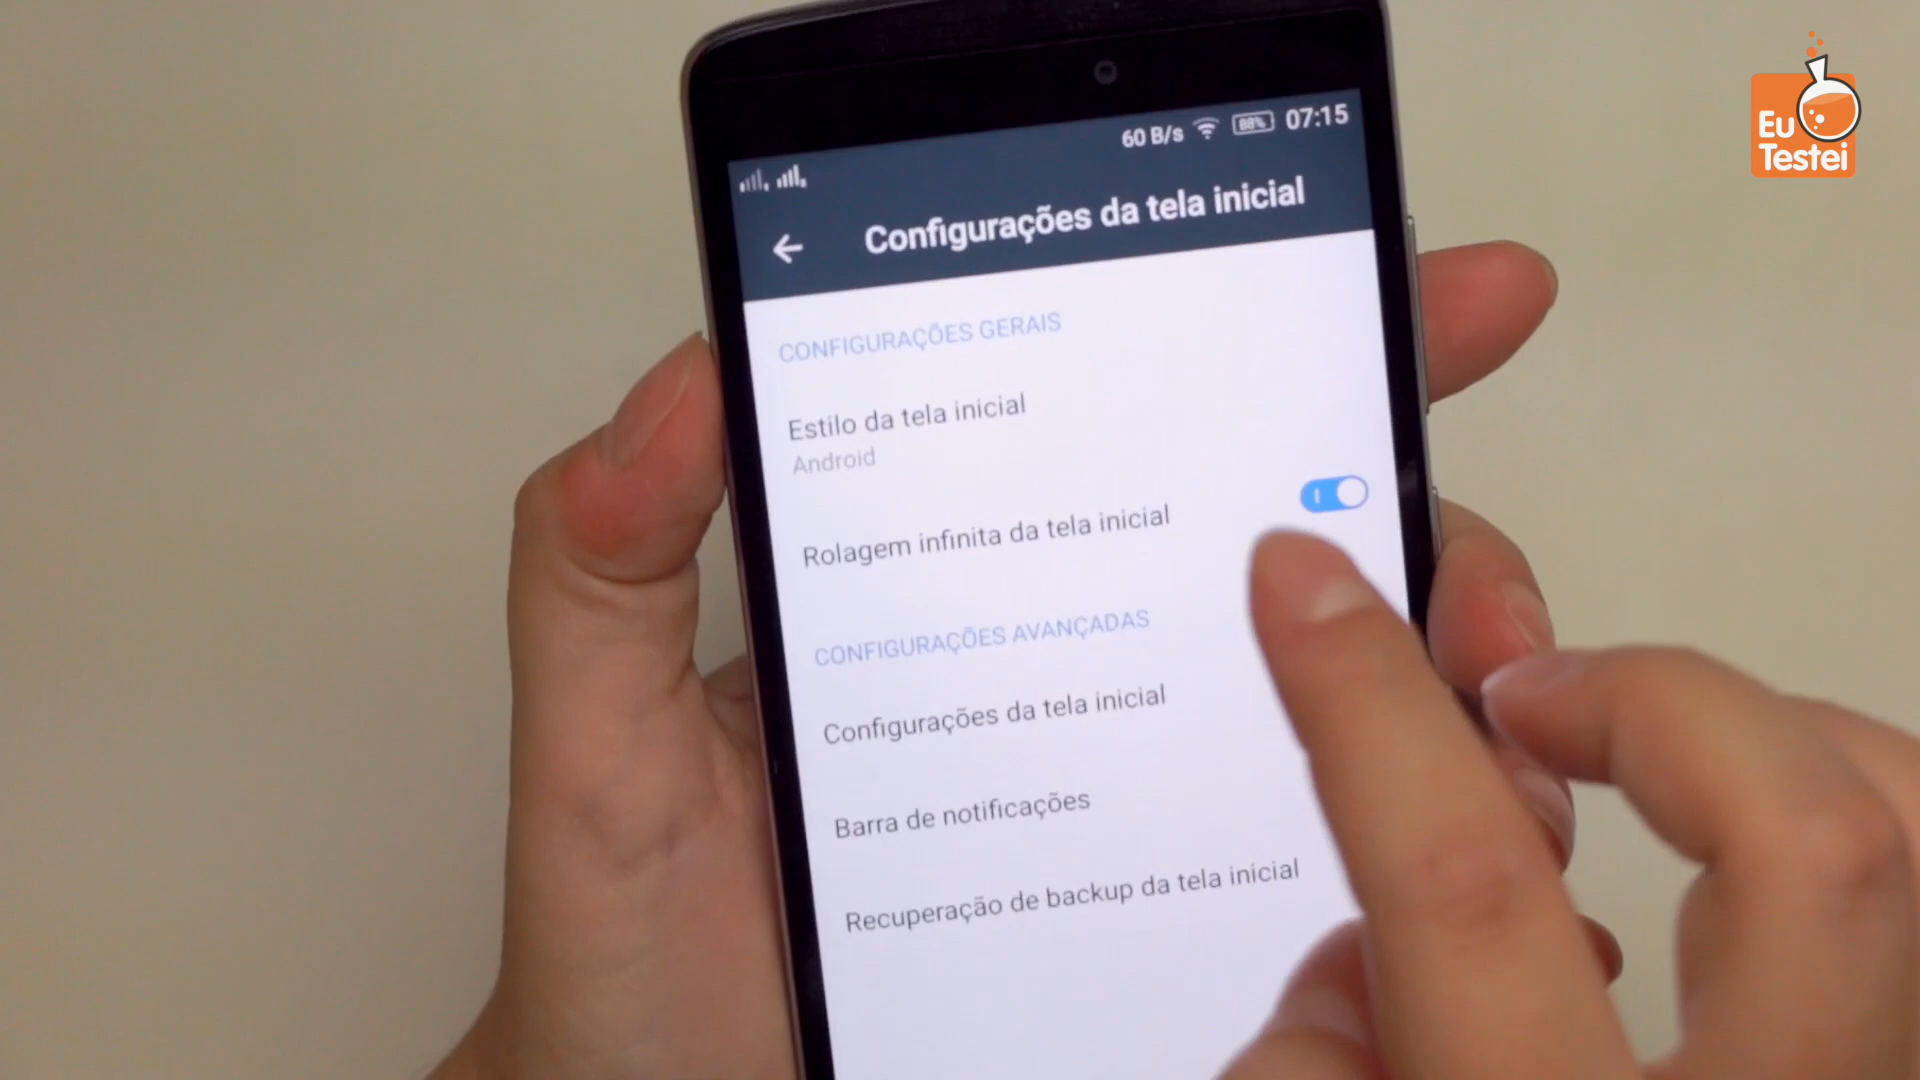 60 B/s 88% 07:15
Configurações da tela inicial
CONFIGURAÇÕES GERAIS
Estilo da tela inicial
Android
Rolagem infinita da tela inicial
CONFIGURAÇÕES AVANÇADAS
Configurações da tela inicial
Barra de notificações
Recuperação de backup da tela inicial
Eu
Testei